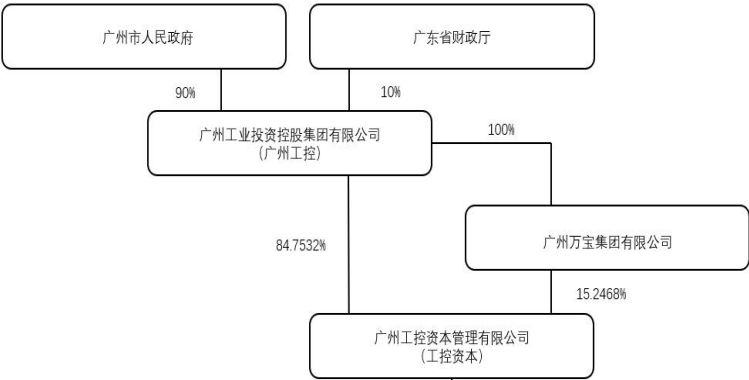 广州市人民政府
广东省财政厅
90%
10%
广州工业投资控股集团有限公司
（广州工控）
100%
广州万宝集团有限公司
84.7532%
15.2468%
广州工控资本管理有限公司
（工控资本）